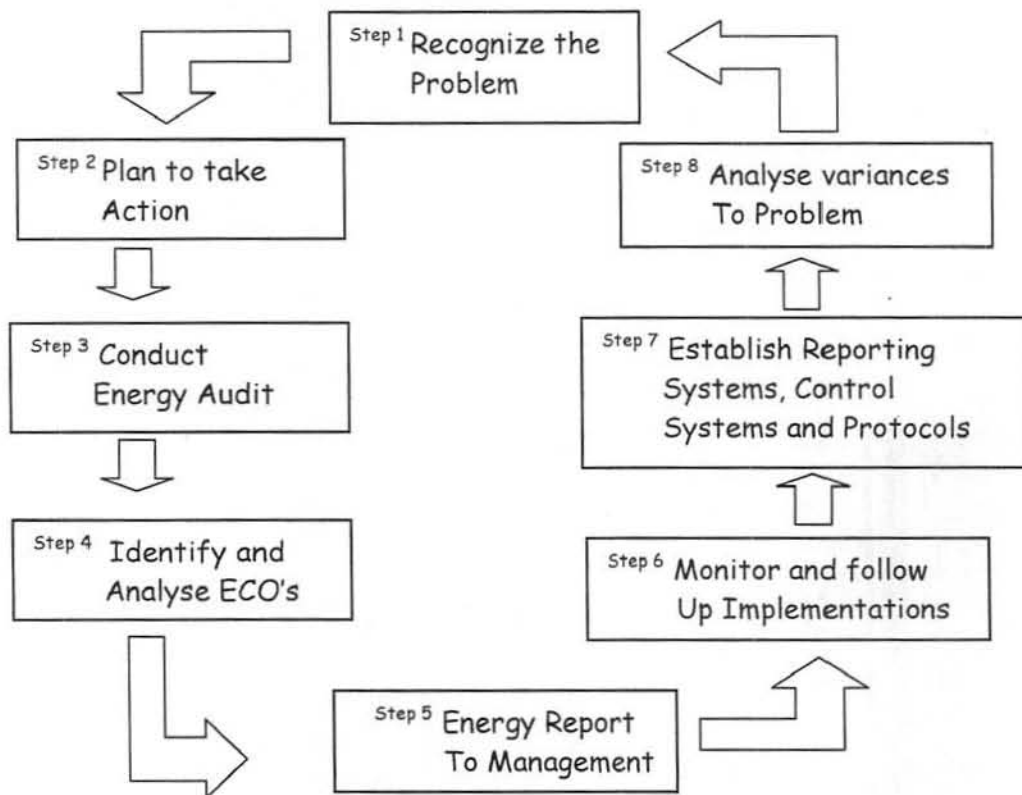 Step 1 Recognize the
Problem
Step 2 Plan to take
Action
Step 3 Conduct
Energy Audit
Step 4 Identify and
Analyse ECO's
Step 5 Energy Report
To Management
Step 6 Monitor and follow
Up Implementations
Step 7 Establish Reporting
Systems, Control
Systems and Protocols
Step 8 Analyse variances
To Problem